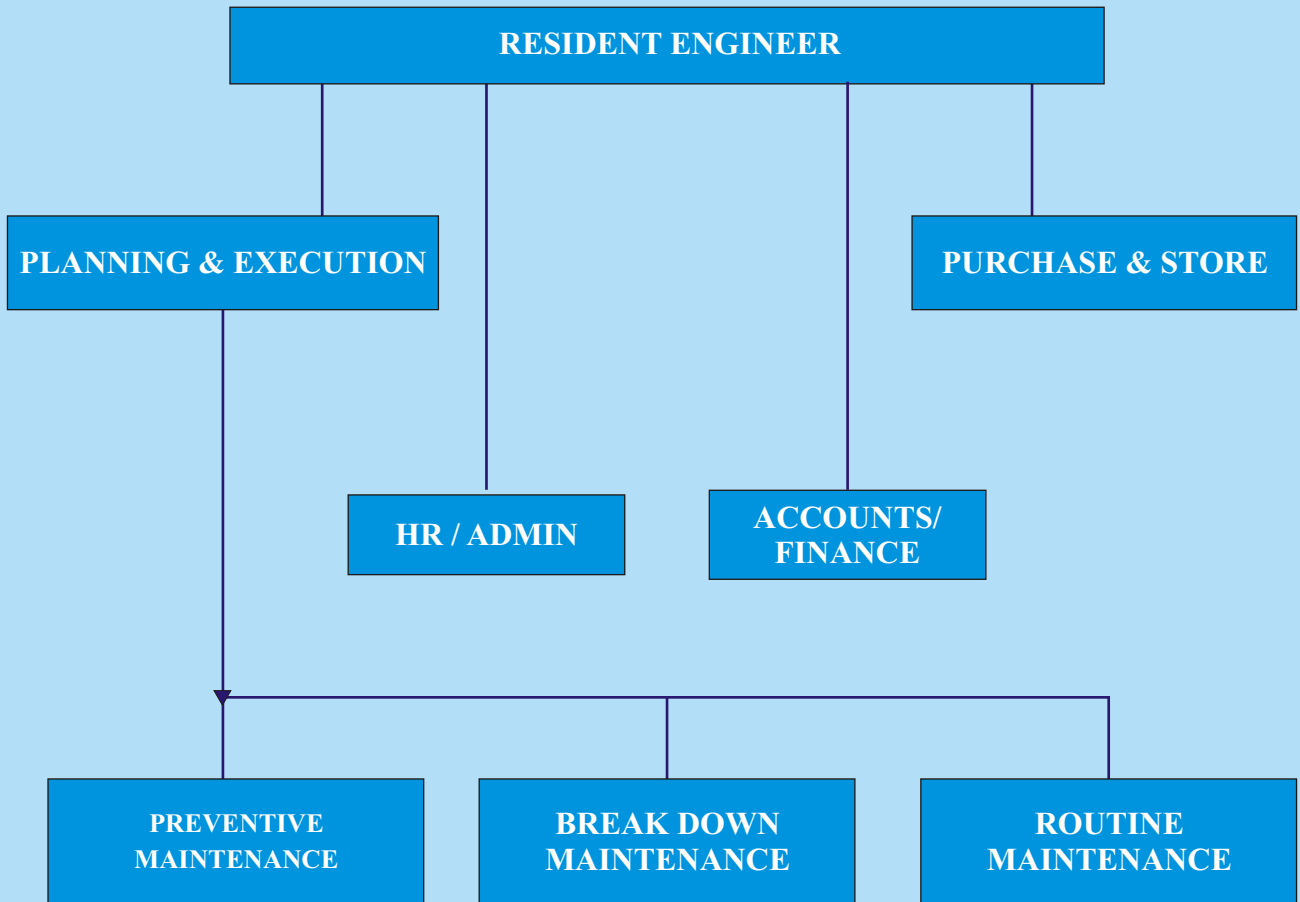 RESIDENT ENGINEER
PLANNING & EXECUTION
PURCHASE & STORE
HR / ADMIN
ACCOUNTS/
FINANCE
PREVENTIVE
MAINTENANCE
BREAK DOWN
MAINTENANCE
ROUTINE
MAINTENANCE